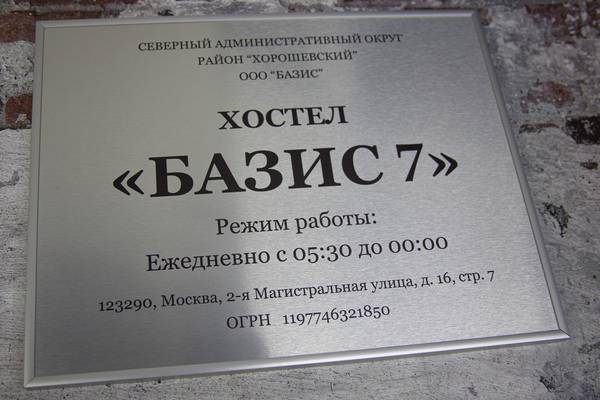 СЕВЕРНЫЙ АДМИНИСТРАТИВНЫЙ ОКРУГ
РАЙОН "ХОРОШЕВСКИЙ"
ООО "БАЗИС"
ХОСТЕЛ
«БАЗИС 7»
Режим работы:
Ежедневно с 05:30 до 00:00
123290, Москва, 2-я Магистральная улица, д. 16, стр. 7
ОГРН 1197746321850